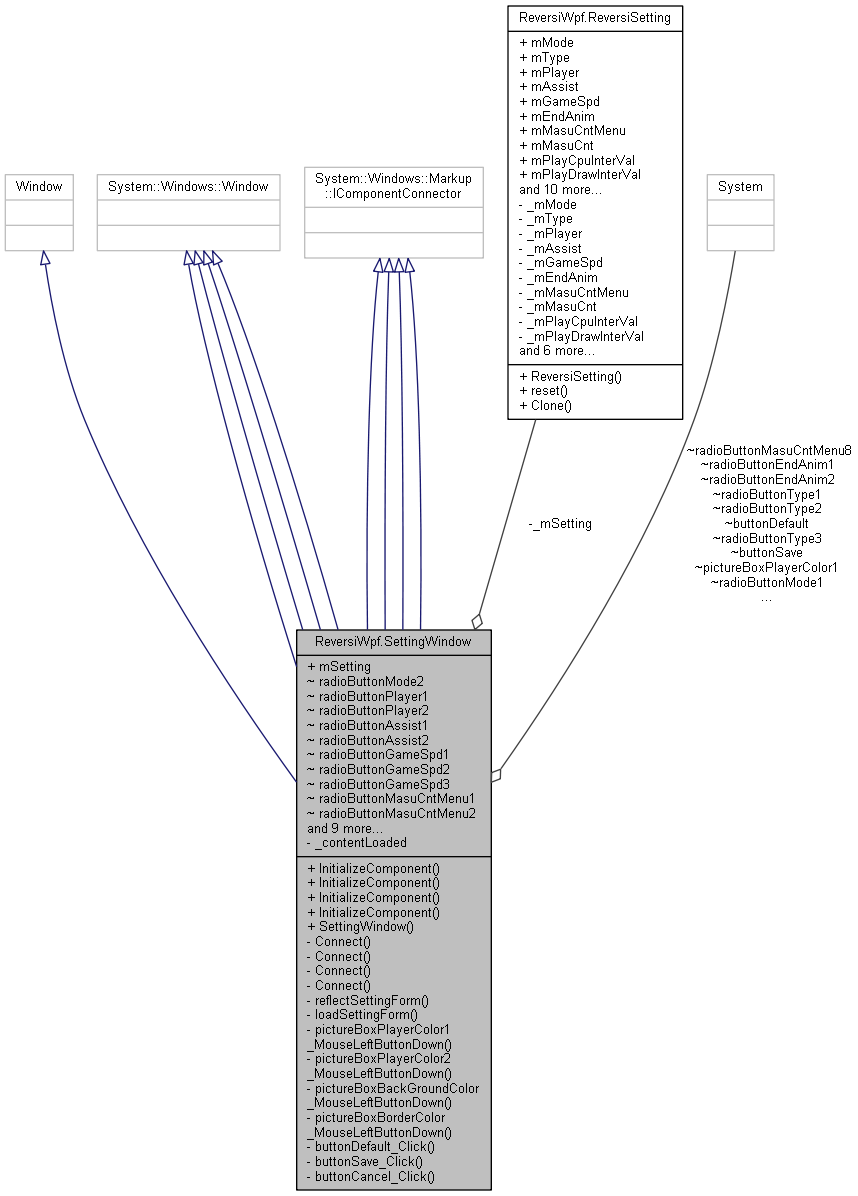 ReversiWpf.ReversiSetting
+ mMode
+ mType
+ mPlayer
+ mAssist
+ mGameSpd
+ mEndAnim
+ mMasuCntMenu
+ mMasuCnt
+ mPlayCpuInterVal
+ mPlayDrawInterVal
and 10 more...
- _mMode
- _mType
- _mPlayer
- _mAssist
- _mGameSpd
- _mEndAnim
- _mMasuCntMenu
- _mMasuCnt
- _mPlayCpuInterVal
- _mPlayDrawInterVal
and 6 more...
+ ReversiSetting()
+ reset()
+ Clone()
Window
System::Windows::Window
System::Windows::Markup
::IComponentConnector
System
~radioButtonMasuCntMenu8
~radioButtonEndAnim1
~radioButtonEndAnim2
~radioButtonType1
~radioButtonType2
~buttonDefault
~radioButtonType3
~buttonSave
~pictureBoxPlayerColor1
~radioButtonMode1
...
-_mSetting
ReversiWpf.SettingWindow
+ mSetting
~ radioButtonMode2
~ radioButtonPlayer1
~ radioButtonPlayer2
~ radioButtonAssist1
~ radioButtonAssist2
~ radioButtonGameSpd1
~ radioButtonGameSpd2
~ radioButtonGameSpd3
~ radioButtonMasuCntMenu1
~ radioButtonMasuCntMenu2
and 9 more...
- _contentLoaded
+ InitializeComponent()
+ InitializeComponent()
+ InitializeComponent()
+ InitializeComponent()
+ SettingWindow()
- Connect()
- Connect()
- Connect()
- Connect()
- reflectSettingForm()
- loadSettingForm()
- pictureBoxPlayerColor1
_MouseLeftButtonDown()
- pictureBoxPlayerColor2
_MouseLeftButtonDown()
- pictureBoxBackGroundColor
_MouseLeftButtonDown()
- pictureBoxBorderColor
_MouseLeftButtonDown()
- buttonDefault_Click()
- buttonSave_Click()
- buttonCancel_Click()